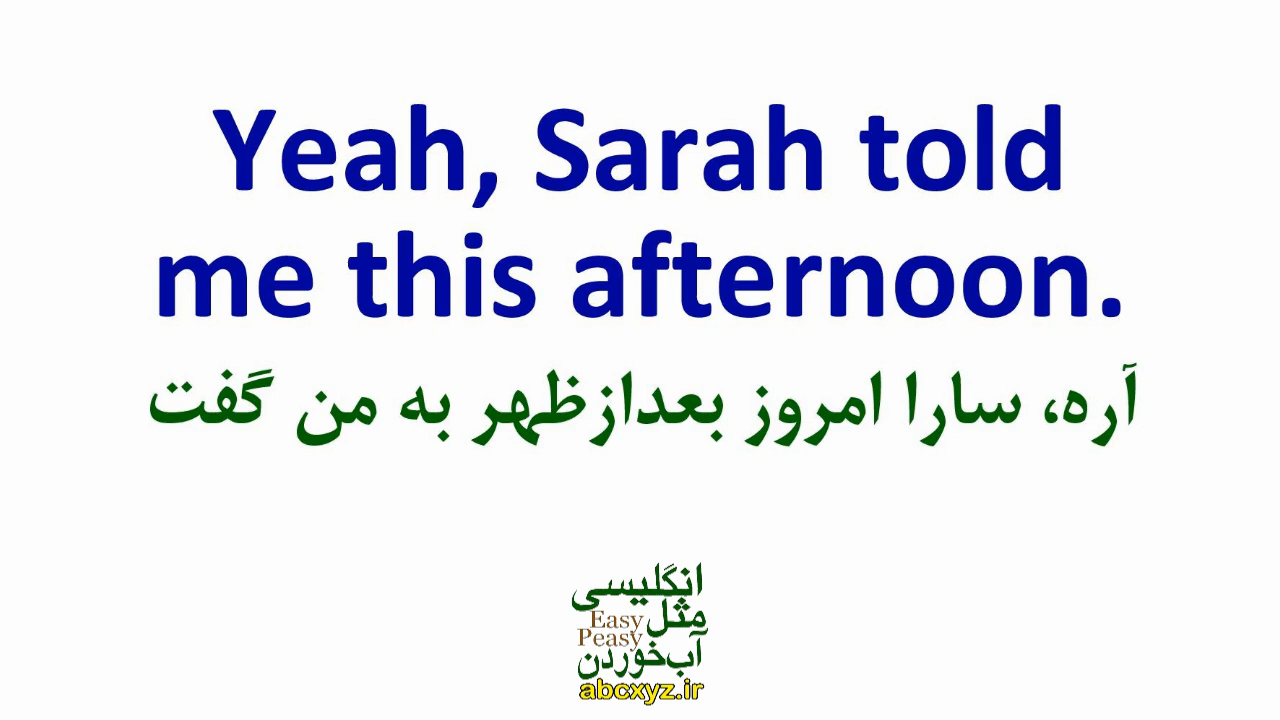 Yeah, Sarah told
me this afternoon.
آره، سارا امروز بعدازظهر به من گفت
انگلیسی
مثل
Easy
Peasy
آب‌خوردن
abcxyz.ir